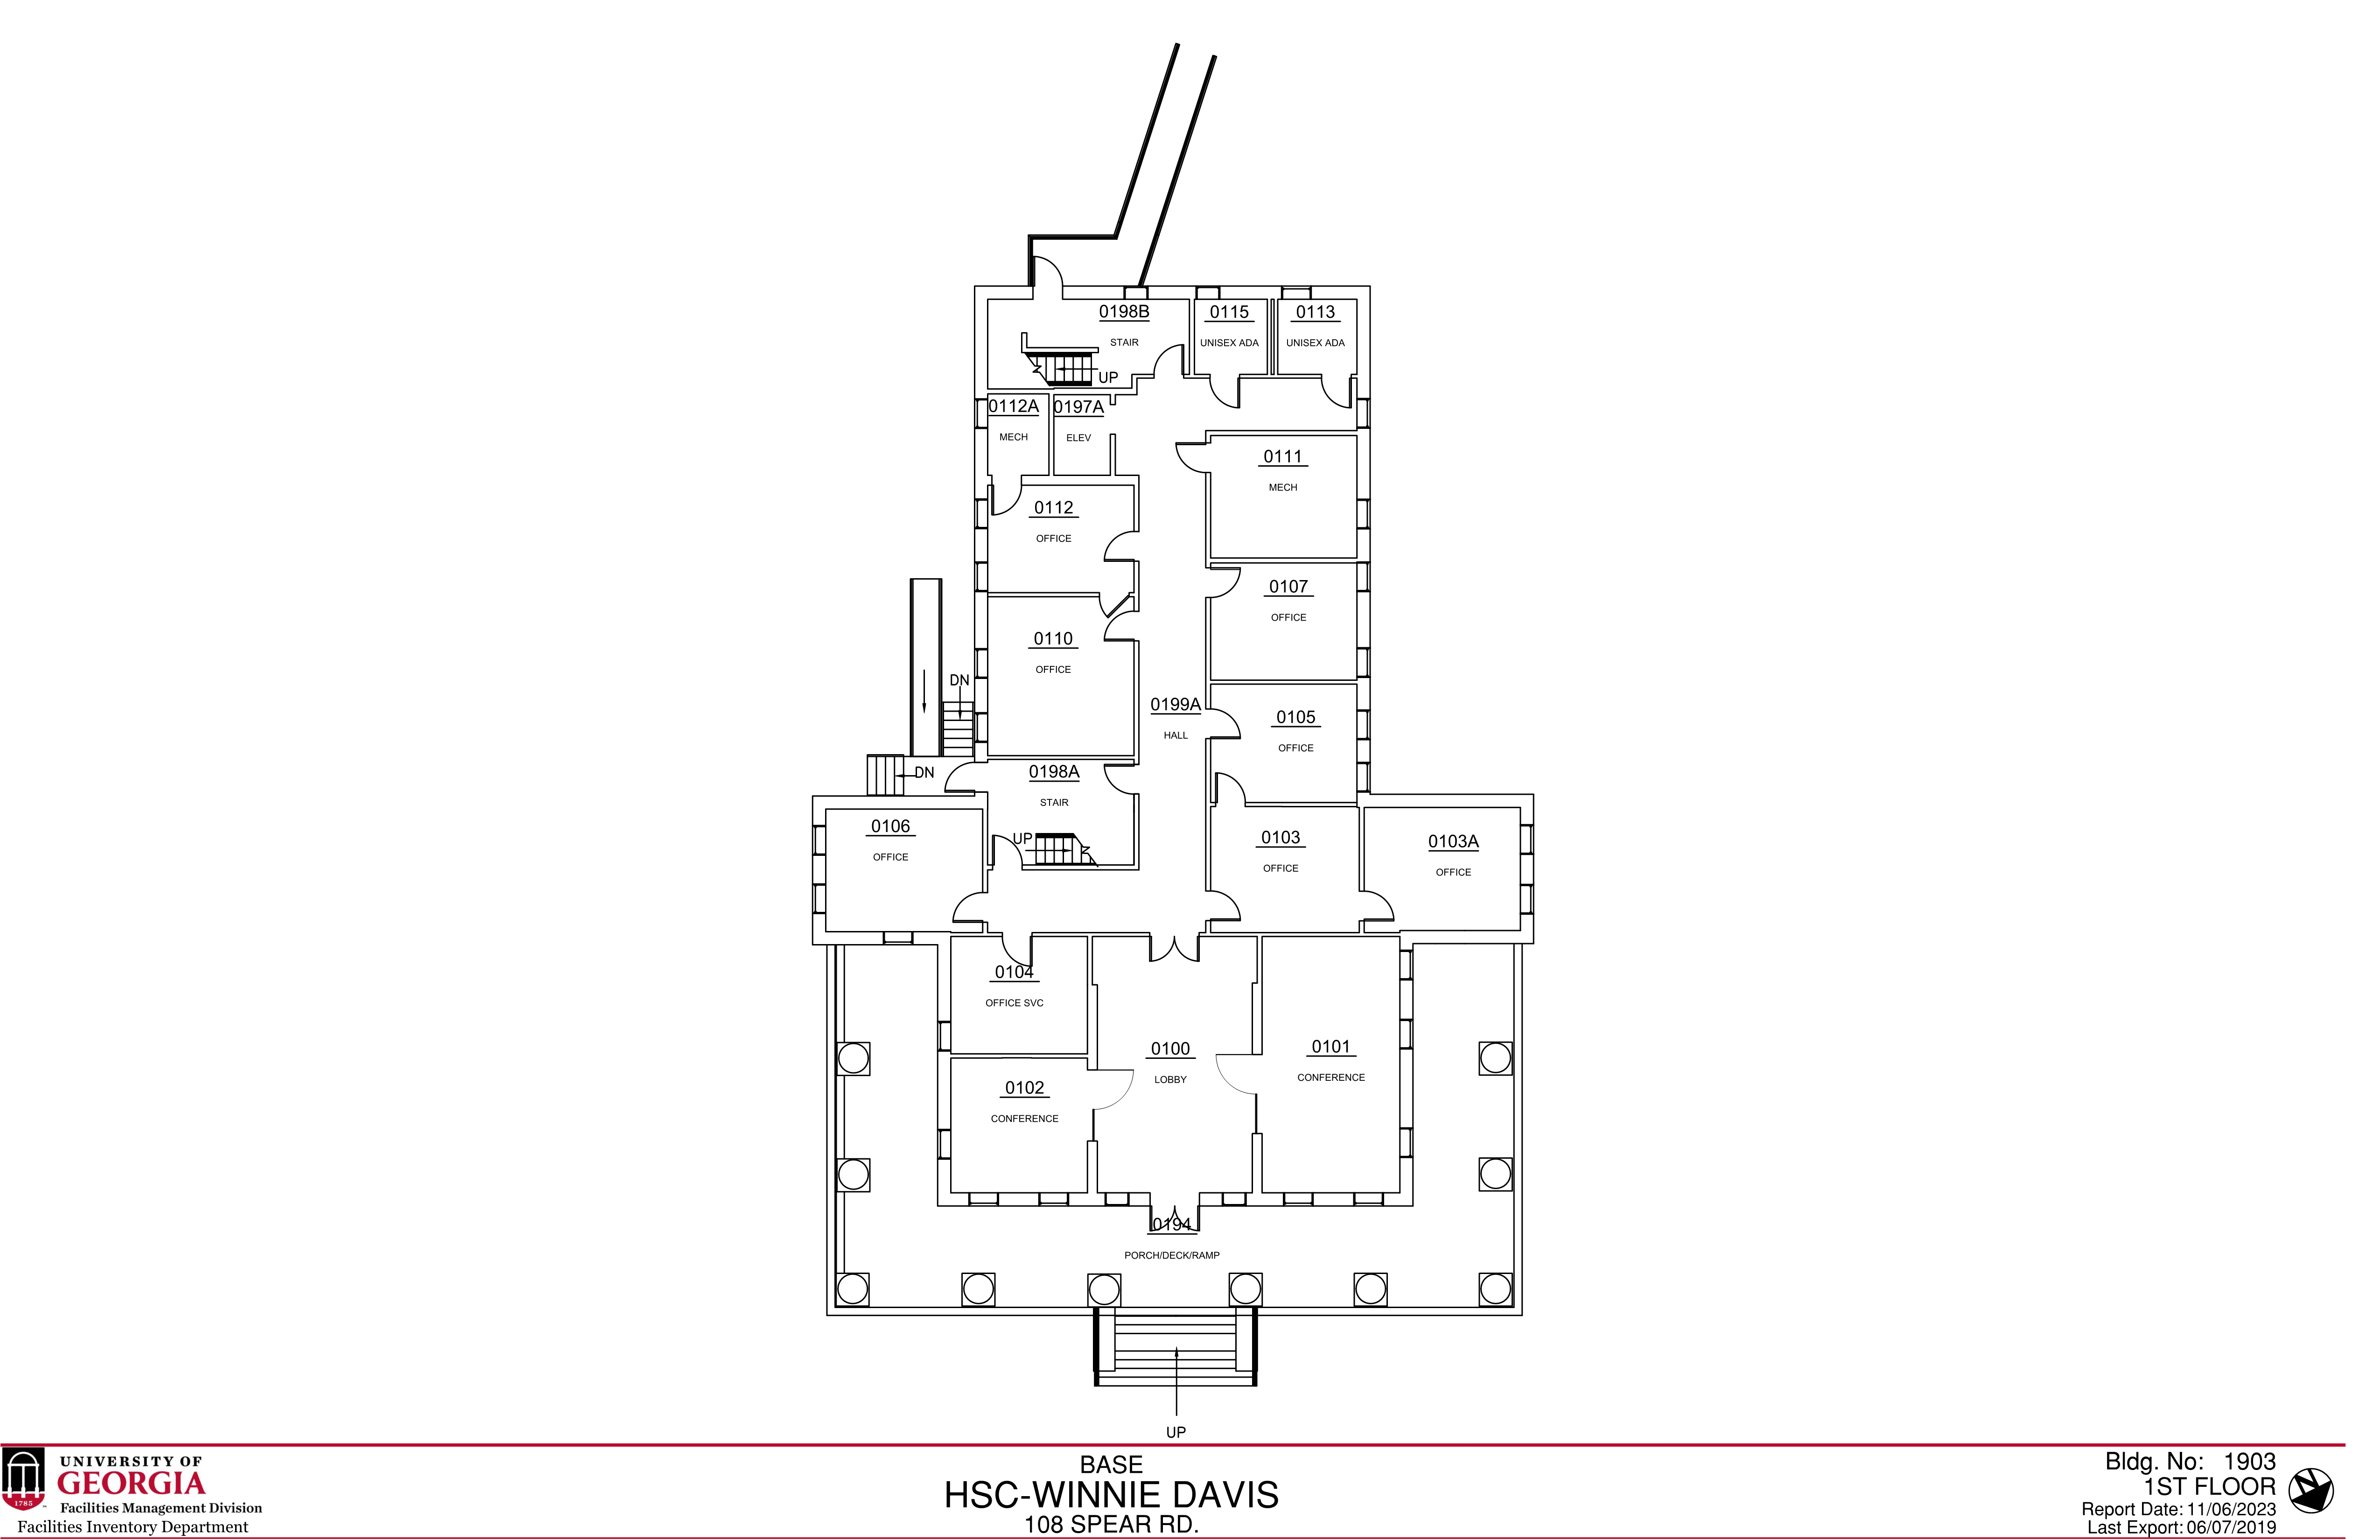 0198B
STAIR
UP
0115
UNISEX ADA
0113
UNISEX ADA
0112A
MECH
0197A
ELEV
0111
MECH
0112
OFFICE
0107
OFFICE
0110
OFFICE
DN
0199A
HALL
0105
OFFICE
DN
0198A
STAIR
UP
0106
OFFICE
0103
OFFICE
0103A
OFFICE
0104
OFFICE SVC
0100
LOBBY
0101
CONFERENCE
0102
CONFERENCE
0194
PORCH/DECK/RAMP
UP
1785
UNIVERSITY OF
GEORGIA
Facilities Management Division
Facilities Inventory Department
BASE
HSC-WINNIE DAVIS
108 SPEAR RD.
Bldg. No: 1903
1ST FLOOR
Report Date: 11/06/2023
Last Export: 06/07/2019
N